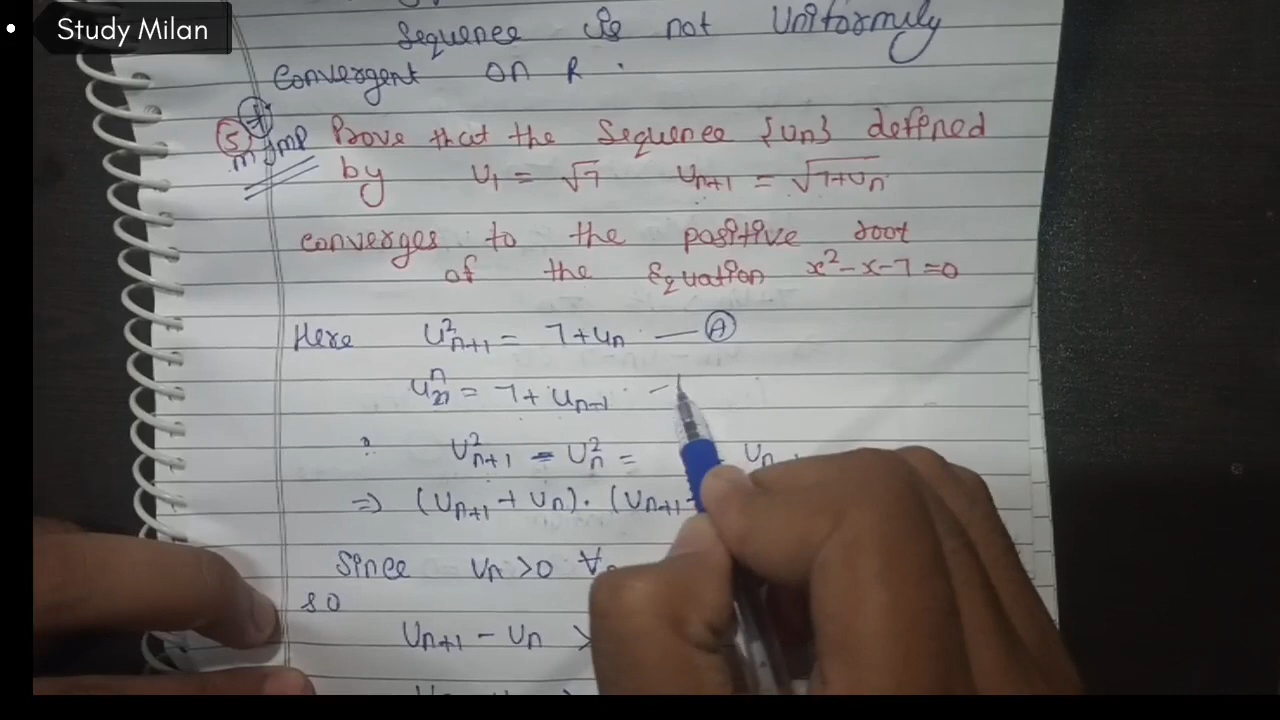 Study Milan
Sequence is not Uniformly
Convergent on R.
(5) m Imp Prove that the Sequence {Un} defined
by U₁ = √7 Uₙ₊₁ = √7+Uₙ
converges to the positive root
of the Equation x²-x-7=0
Here U²ₙ₊₁ = 7+uₙ — (A)
= 7+ Uₙ₋₁ —
U²ₙ₊₁ - Uₙ² = Uₙ
=> (Uₙ₊₁ + Uₙ). (Uₙ₊₁
Since Uₙ >0 ∀
so
Uₙ₊₁ - Uₙ >